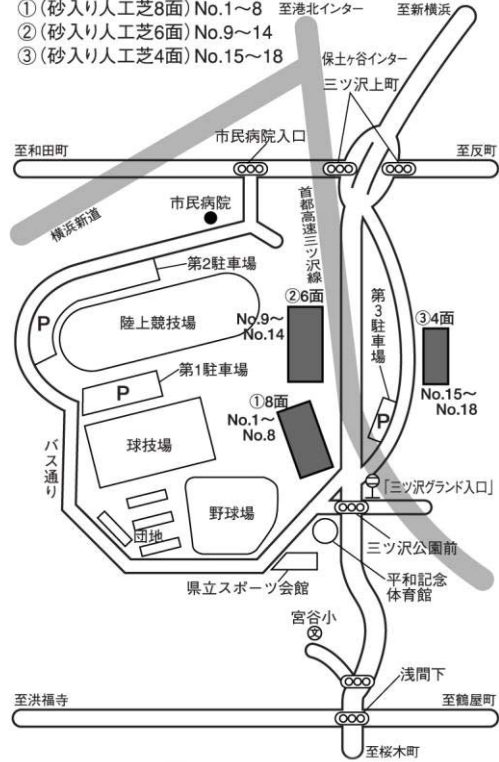 ①(砂入り人工芝8面)No.1〜8
②(砂入り人工芝6面)No.9〜14
③(砂入り人工芝4面)No.15〜18
至港北インター
至新横浜
保土ヶ谷インター
三ツ沢上町
市民病院入口
至和田町
至反町
市民病院
横浜新道
首都高速三ツ沢線
第2駐車場
P
陸上競技場
②6面
No.9〜
No.14
第3駐車場
③4面
No.15〜
No.18
第1駐車場
P
①8面
No.1〜
No.8
P
バス通り
球技場
「三ツ沢グランド入口」
野球場
団地
三ツ沢公園前
県立スポーツ会館
平和記念
体育館
宮谷小
文
浅間下
至洪福寺
至鶴屋町
至桜木町